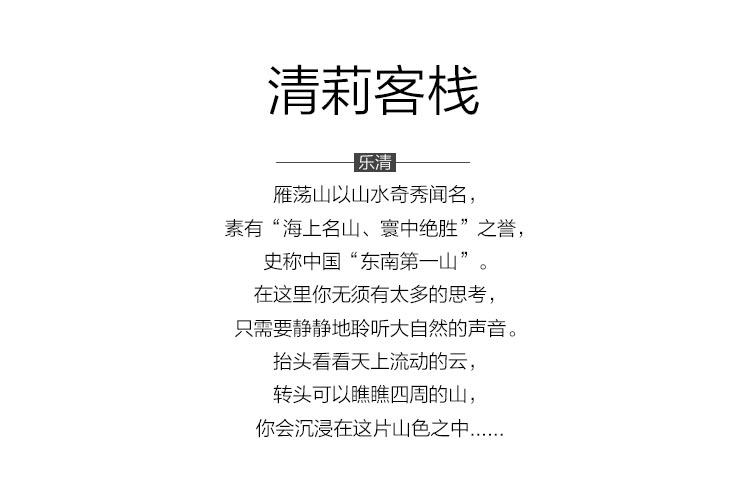 清莉客栈
乐清
雁荡山以山水奇秀闻名，
素有“海上名山、寰中绝胜”之誉，
史称中国“东南第一山”。
在这里你无须有太多的思考，
只需要静静地聆听大自然的声音。
抬头看看天上流动的云，
转头可以瞧瞧四周的山，
你会沉浸在这片山色之中......